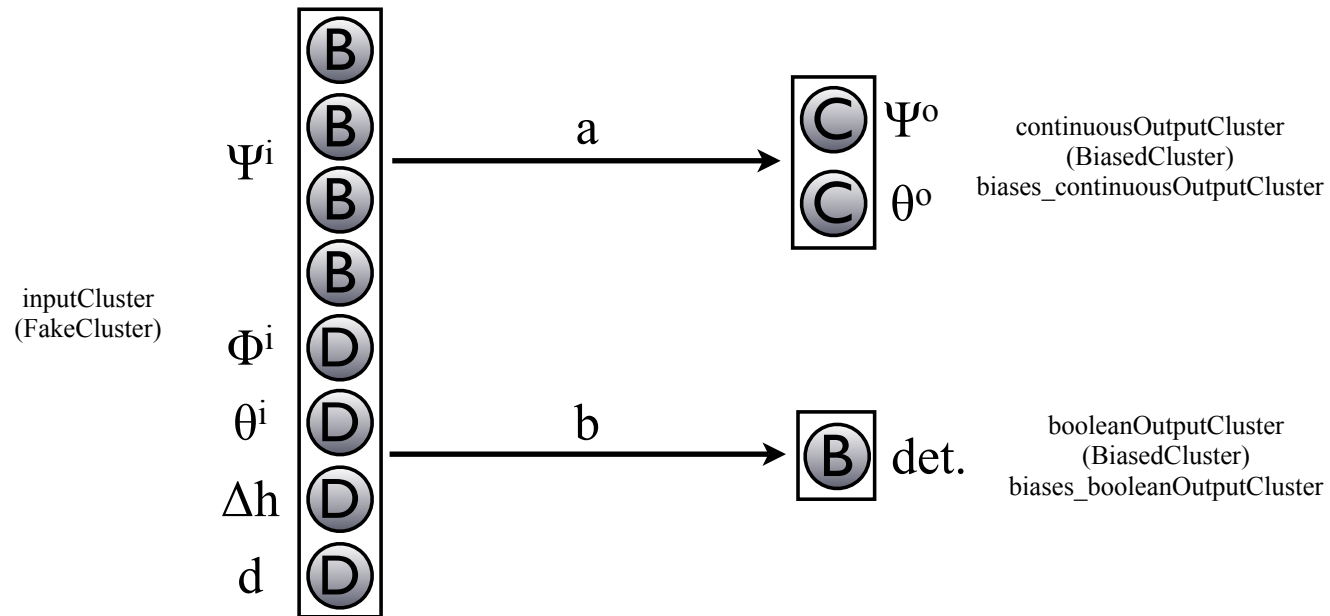 inputCluster
(FakeCluster)
Ψⁱ
Φⁱ
θⁱ
Δh
d
B
B
B
B
D
D
D
D
a
b
C Ψᵒ
C θᵒ
B det.
continuousOutputCluster
(BiasedCluster)
biases_continuousOutputCluster
booleanOutputCluster
(BiasedCluster)
biases_booleanOutputCluster